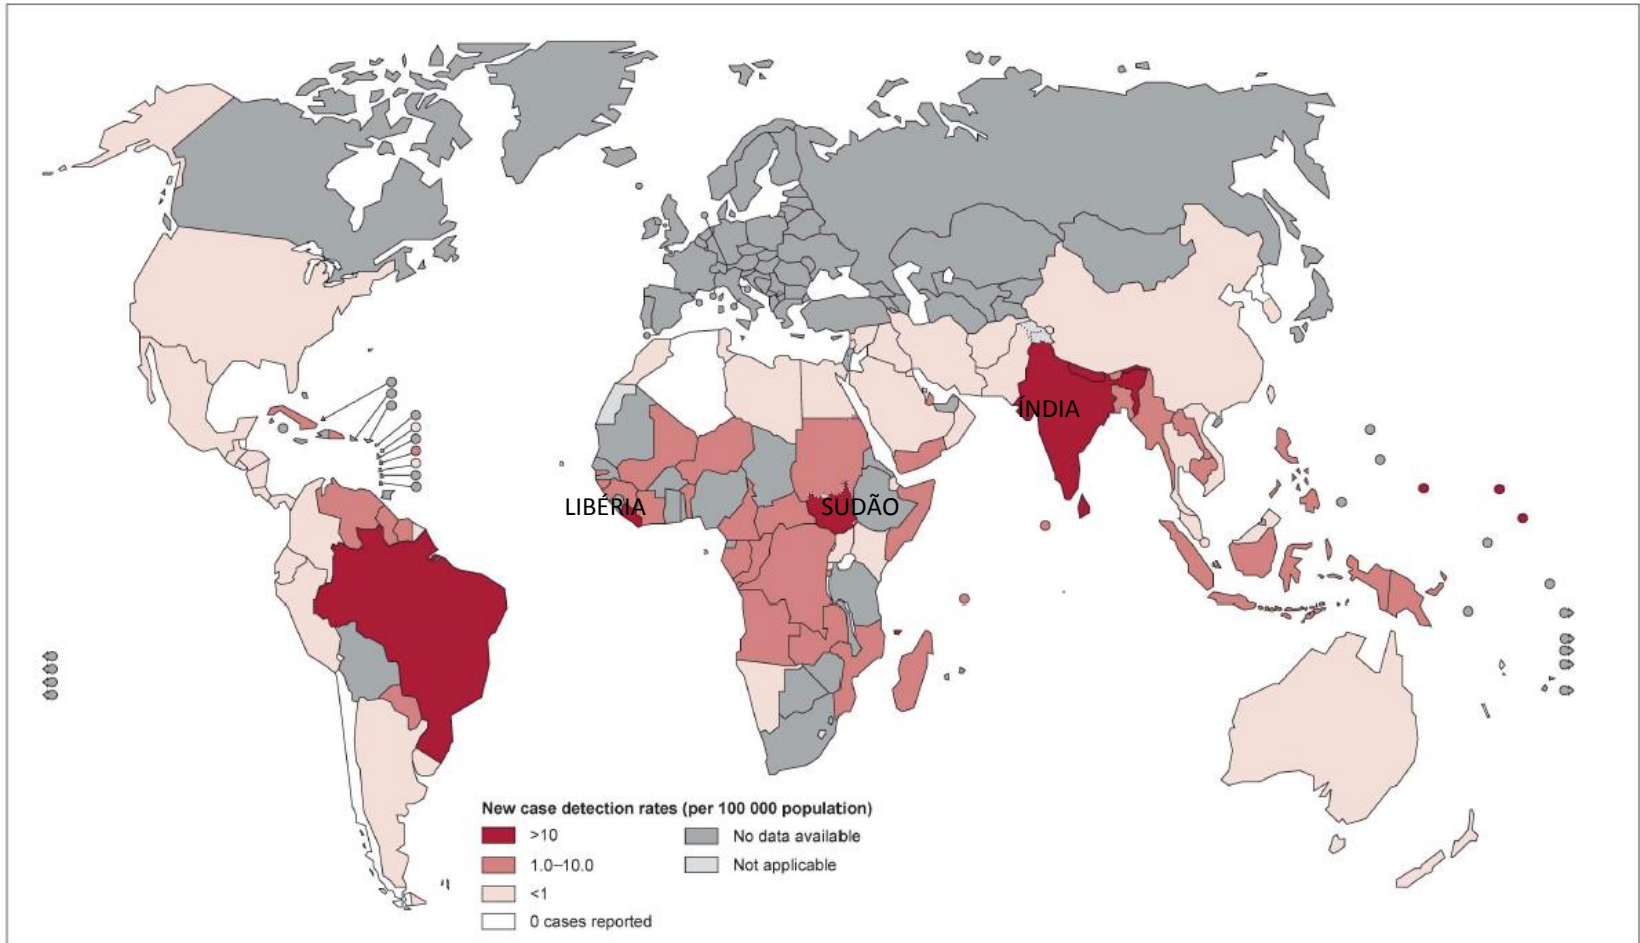 ÍNDIA
LIBÉRIA
SUDÃO
New case detection rates (per 100 000 population)
>10
1.0–10.0
<1
0 cases reported
No data available
Not applicable